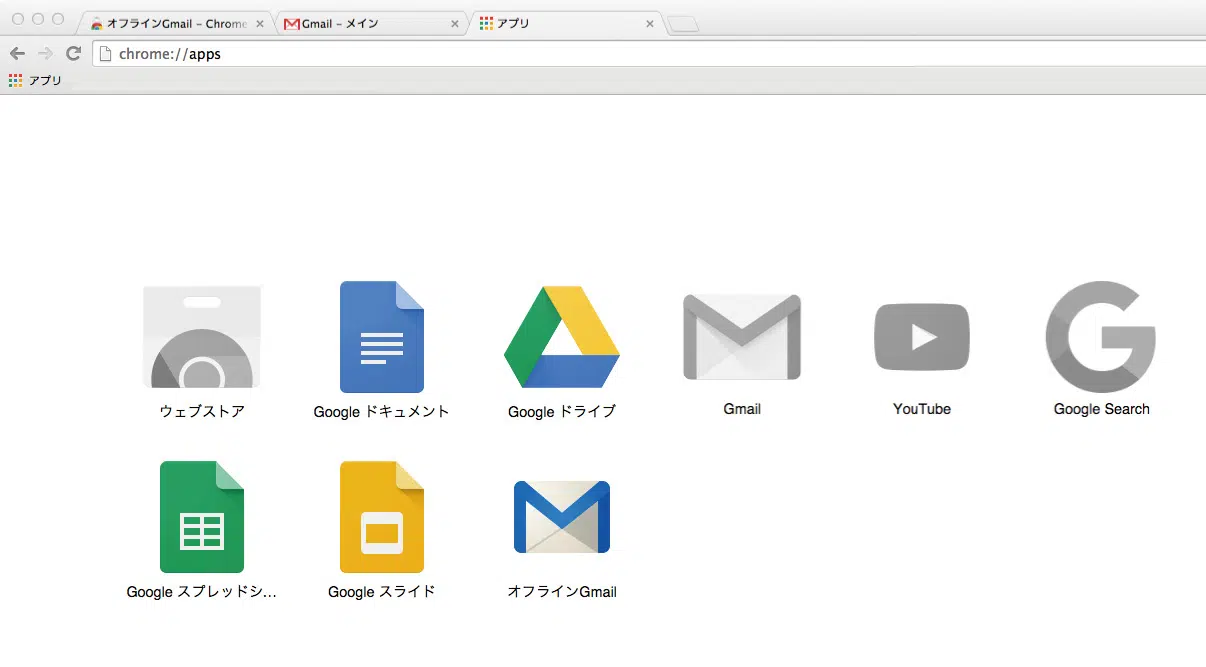 オフラインGmail - Chrome
Gmail - メイン
アプリ
chrome://apps
アプリ
ウェブストア
Google ドキュメント
Google ドライブ
Gmail
YouTube
Google Search
Google スプレッドシ...
Google スライド
オフラインGmail